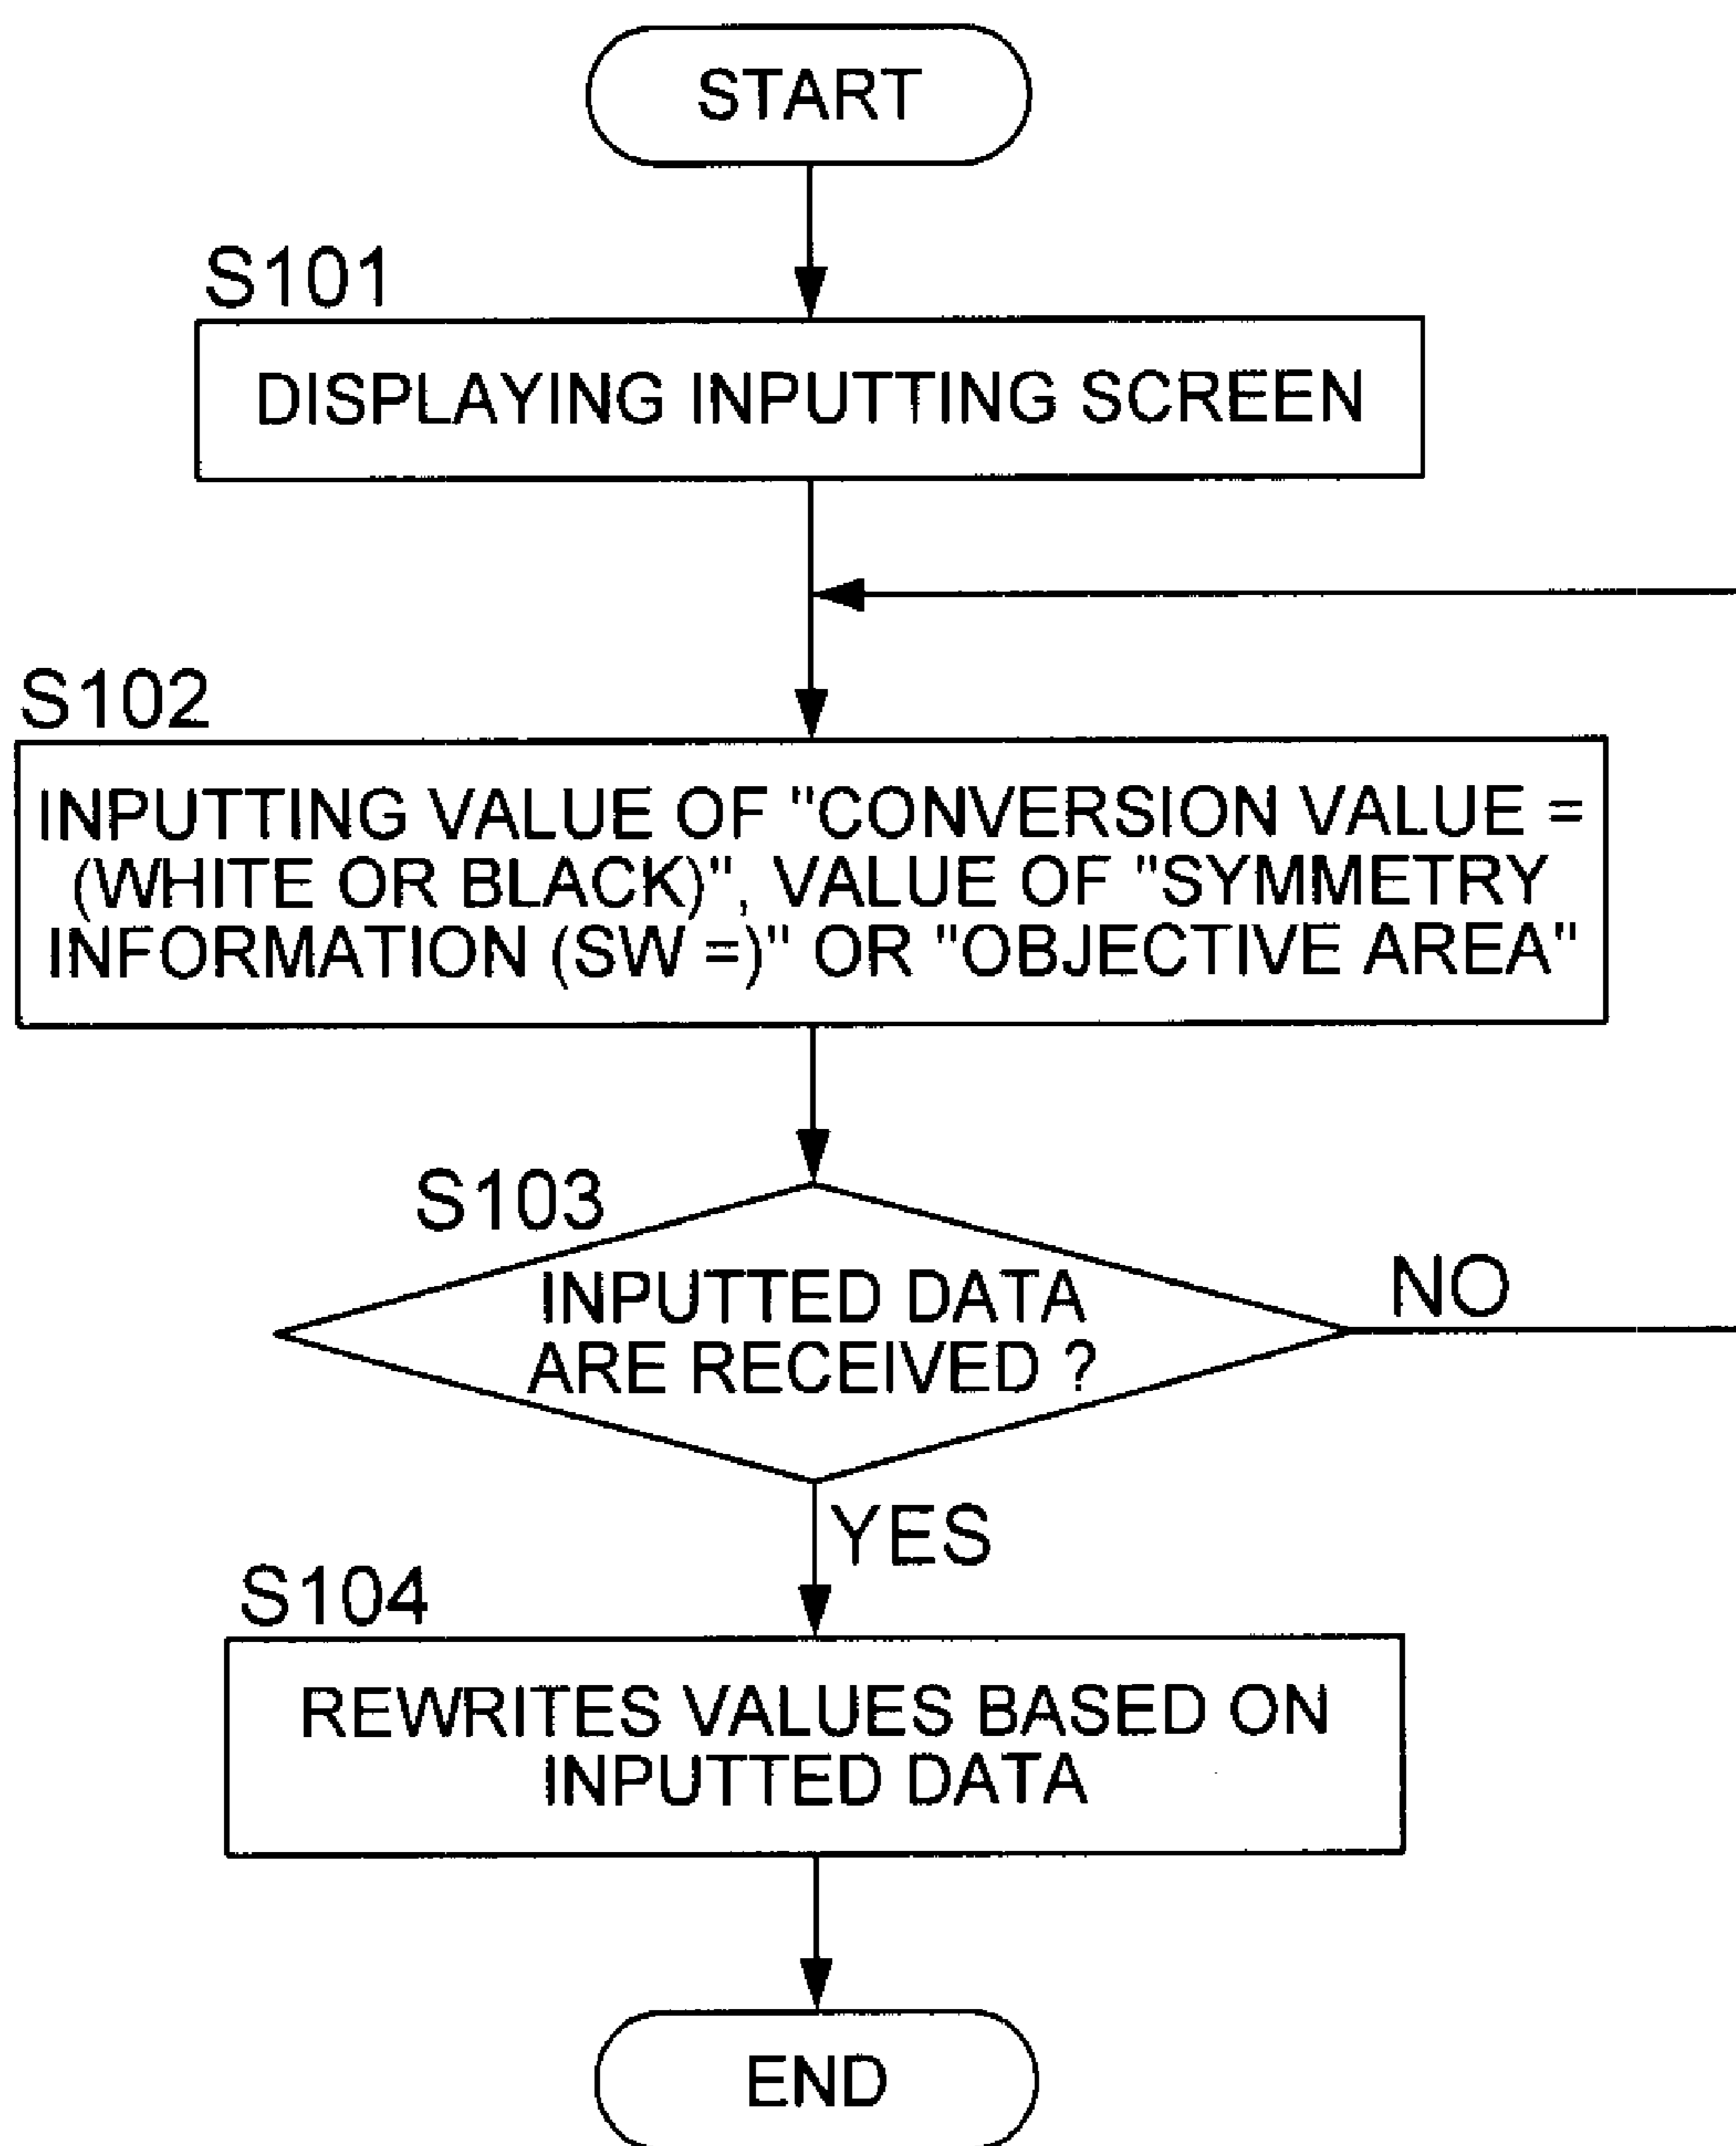 START
S101
DISPLAYING INPUTTING SCREEN
S102
INPUTTING VALUE OF "CONVERSION VALUE =
(WHITE OR BLACK)", VALUE OF "SYMMETRY
INFORMATION (SW =)" OR "OBJECTIVE AREA"
S103
INPUTTED DATA
ARE RECEIVED ?
NO
YES
S104
REWRITES VALUES BASED ON
INPUTTED DATA
END